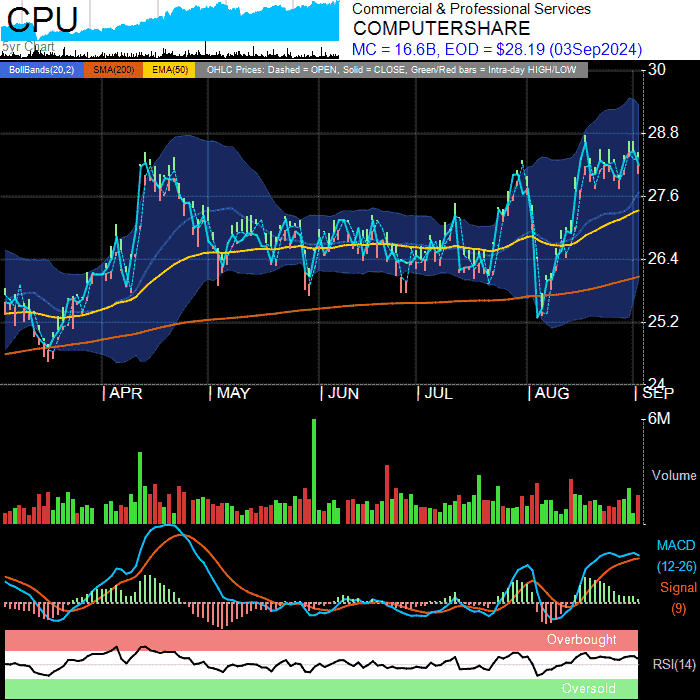 CPU
5yr Chart
Commercial & Professional Services
COMPUTERSHARE
MC = 16.6B, EOD = $28.19 (03Sep2024)
BollBands(20,2) SMA(200) EMA(50) OHLC Prices: Dashed = OPEN, Solid = CLOSE, Green/Red bars = Intra-day HIGH/LOW
30
28.8
27.6
26.4
25.2
24
APR MAY JUN JUL AUG SEP
6M
Volume
MACD
(12-26)
Signal
(9)
Overbought
RSI(14)
Oversold